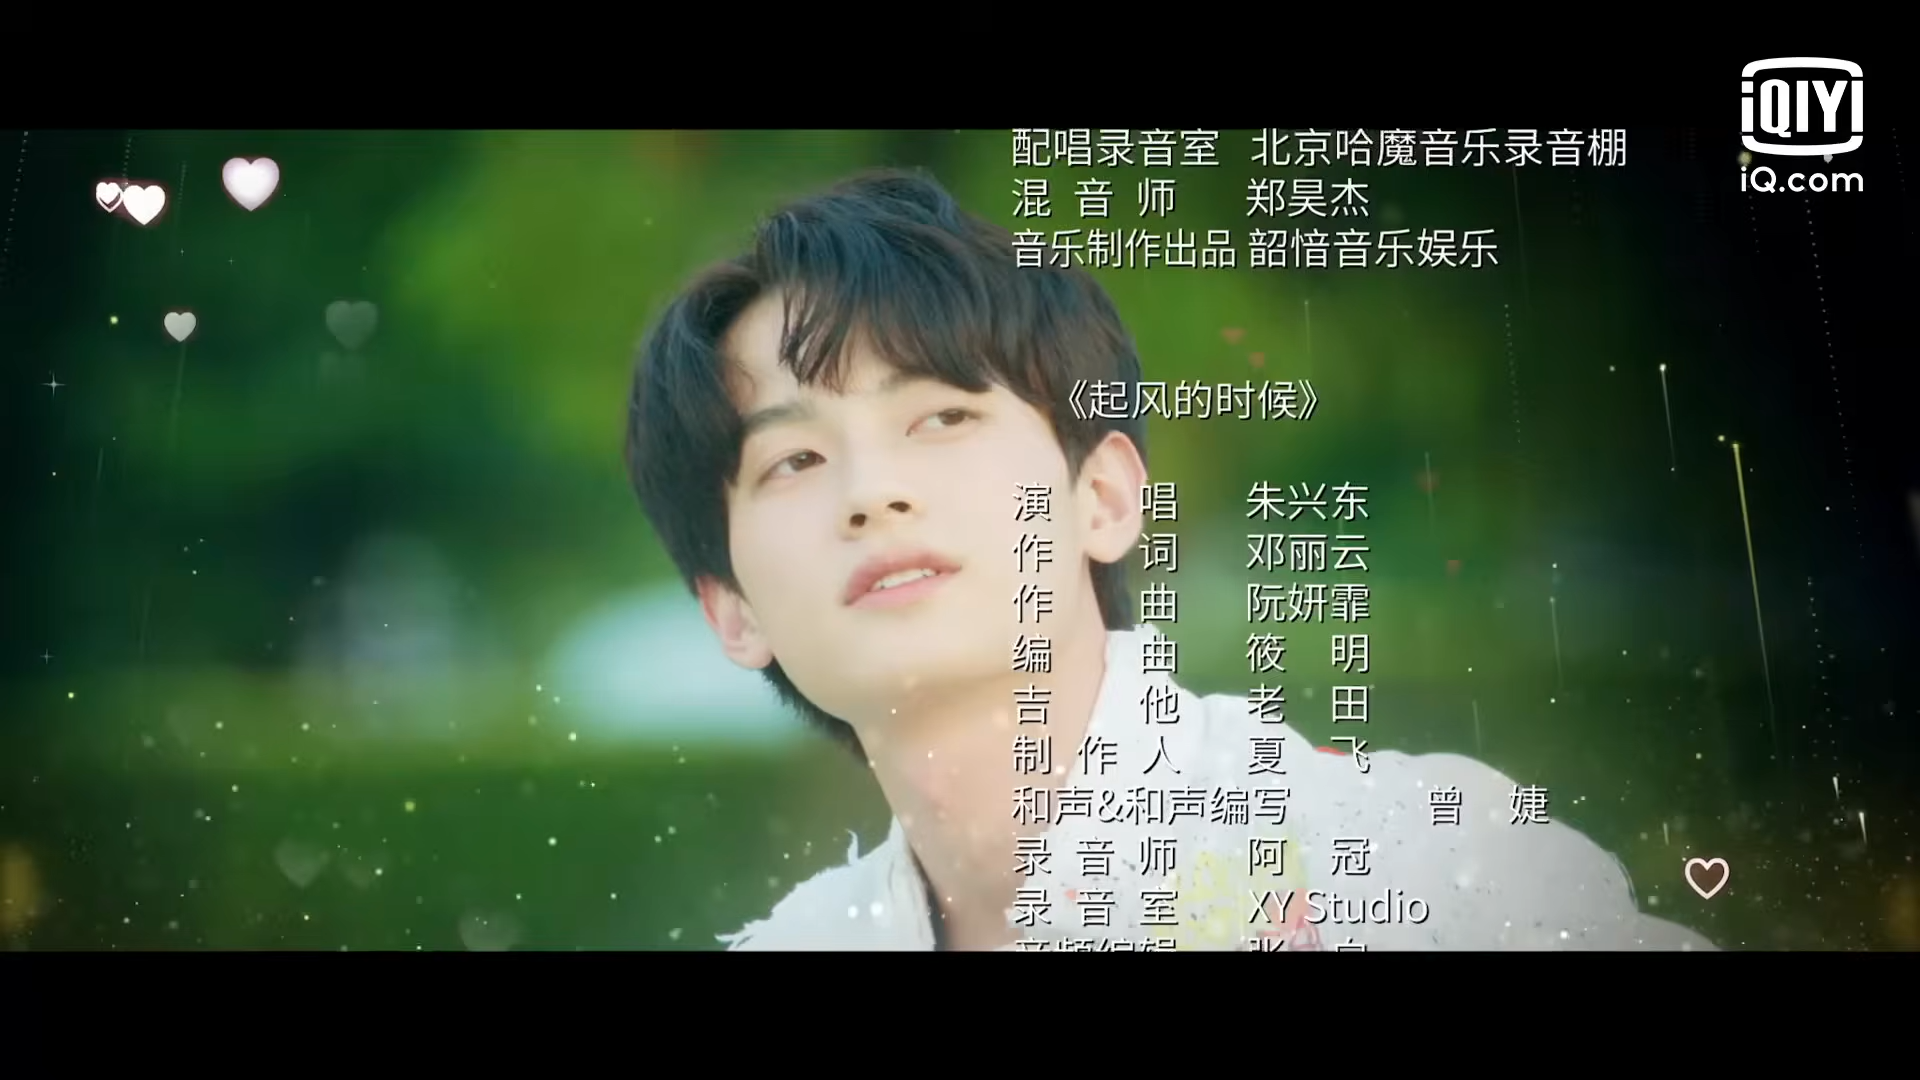 iQIYI
iQ.com
配唱录音室 北京哈魔音乐录音棚
混音师 郑昊杰
音乐制作出品 韶愔音乐娱乐
《起风的时候》
演唱 朱兴东
作词 邓丽云
作曲 阮妍霏
编曲 筱明
吉他 老田
制作人 夏飞
和声&和声编写 曾婕
录音师 阿冠
录音室 XY Studio